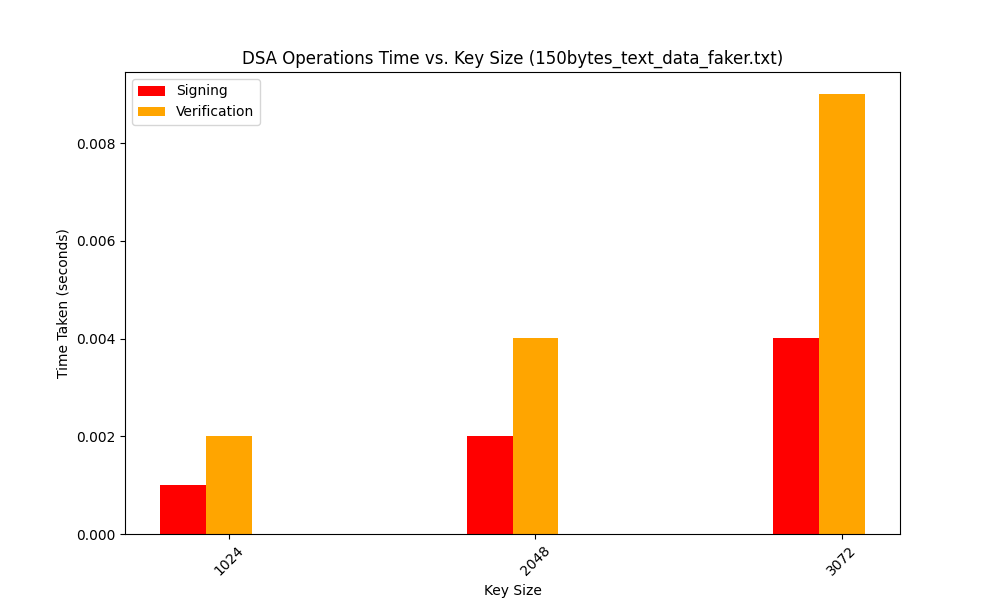 DSA Operations Time vs. Key Size (150bytes_text_data_faker.txt)
Signing
Verification
0.008
0.006
0.004
0.002
0.000
Time Taken (seconds)
1024
2048
3072
Key Size